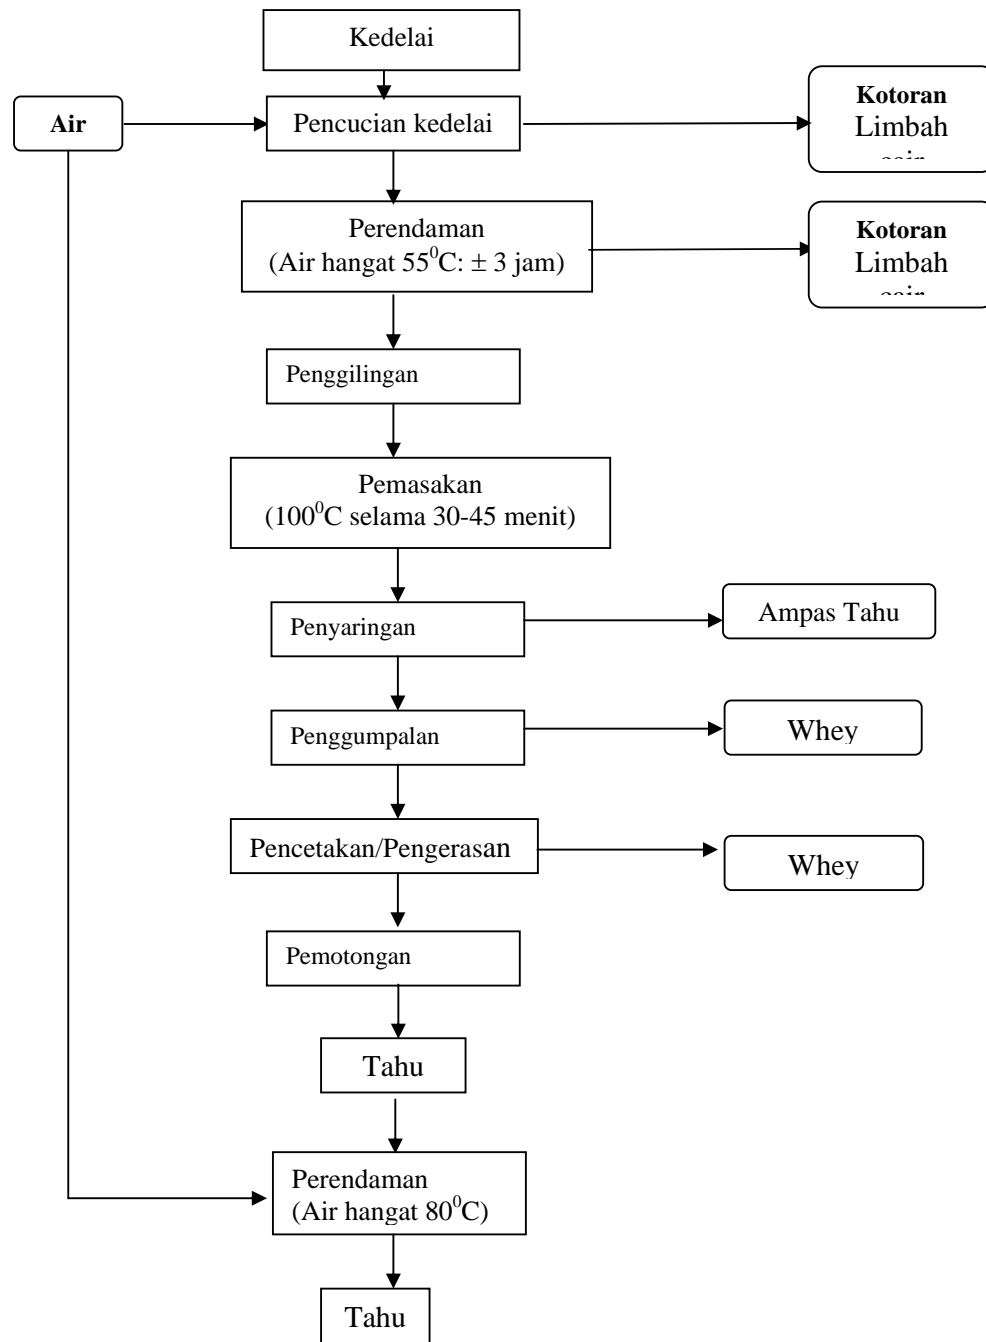 Kedelai
Air
Pencucian kedelai
Kotoran
Limbah
Perendaman
(Air hangat 55⁰C: ± 3 jam)
Kotoran
Limbah
Penggilingan
Pemasakan
(100⁰C selama 30-45 menit)
Penyaringan
Ampas Tahu
Penggumpalan
Whey
Pencetakan/Pengerasan
Whey
Pemotongan
Tahu
Perendaman
(Air hangat 80⁰C)
Tahu